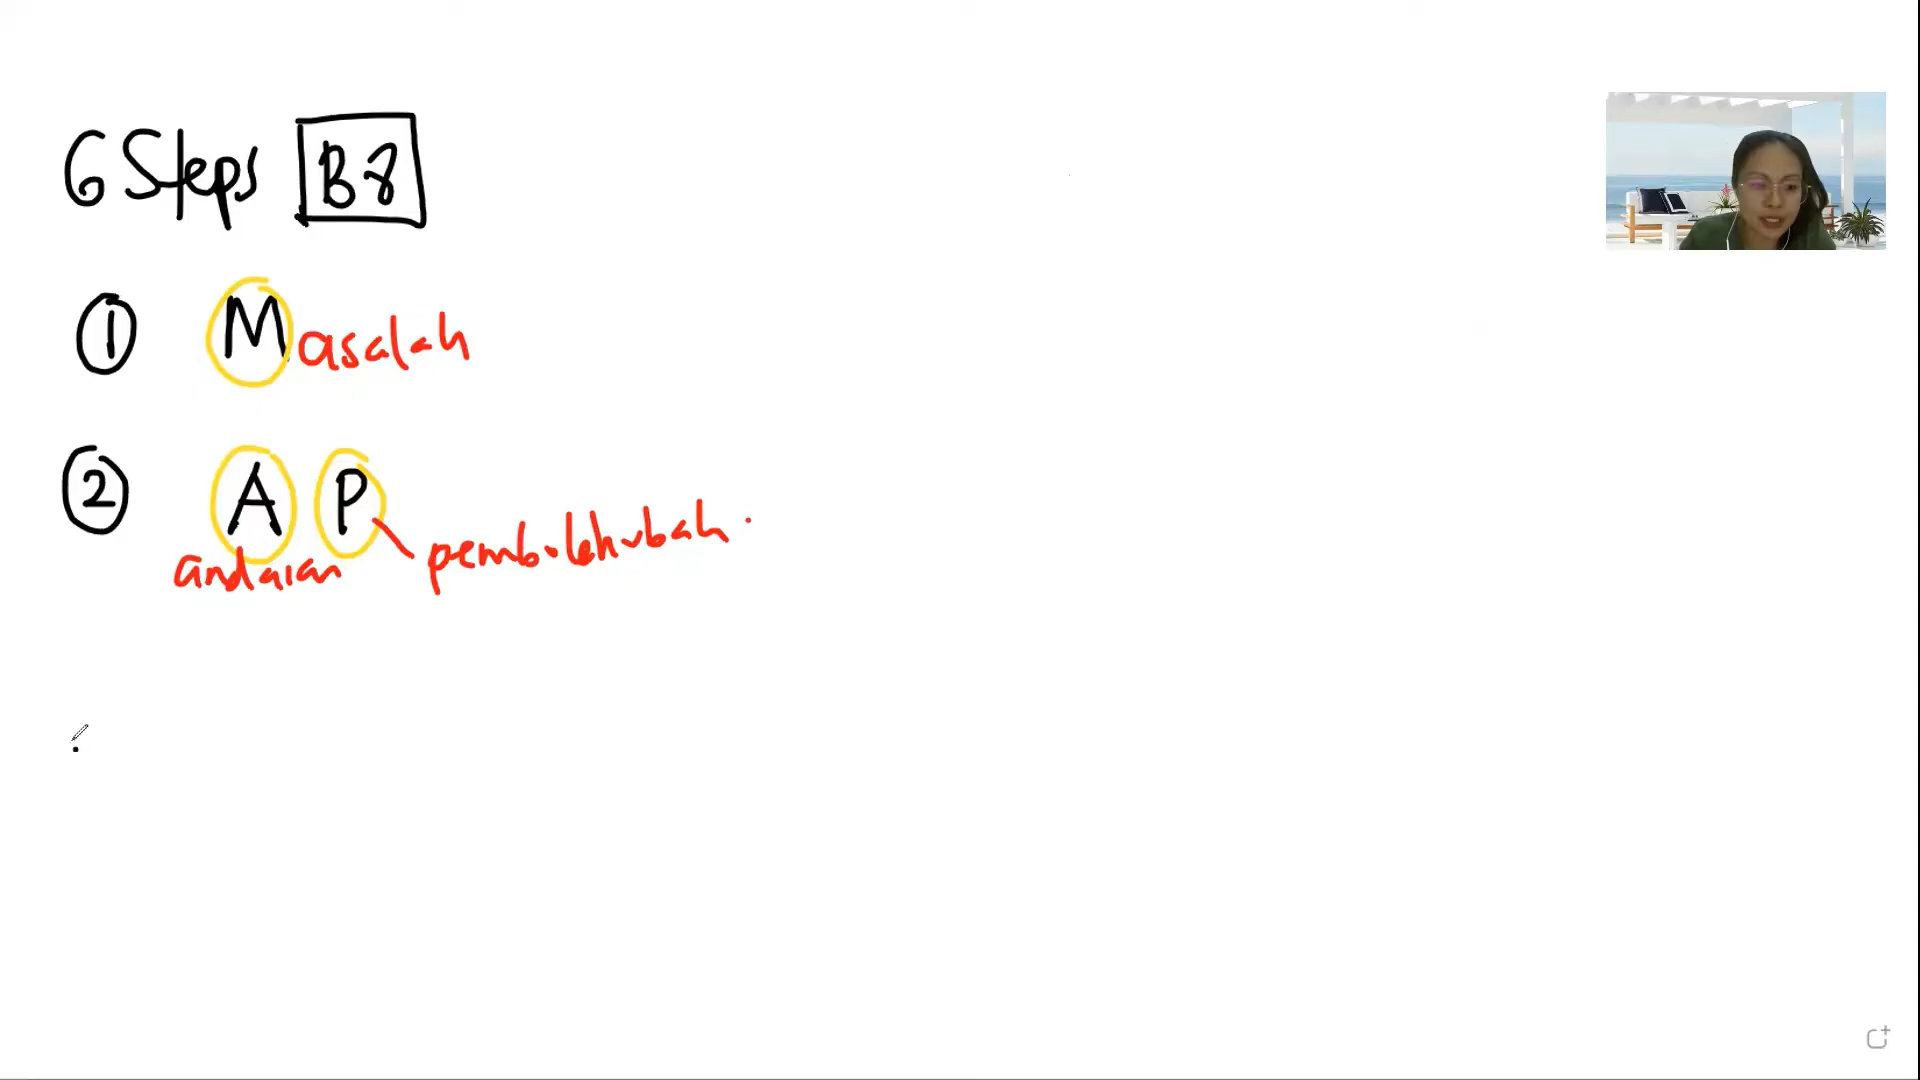 6 Steps B8
① Masalah
② A P
andaian pembolehubah.